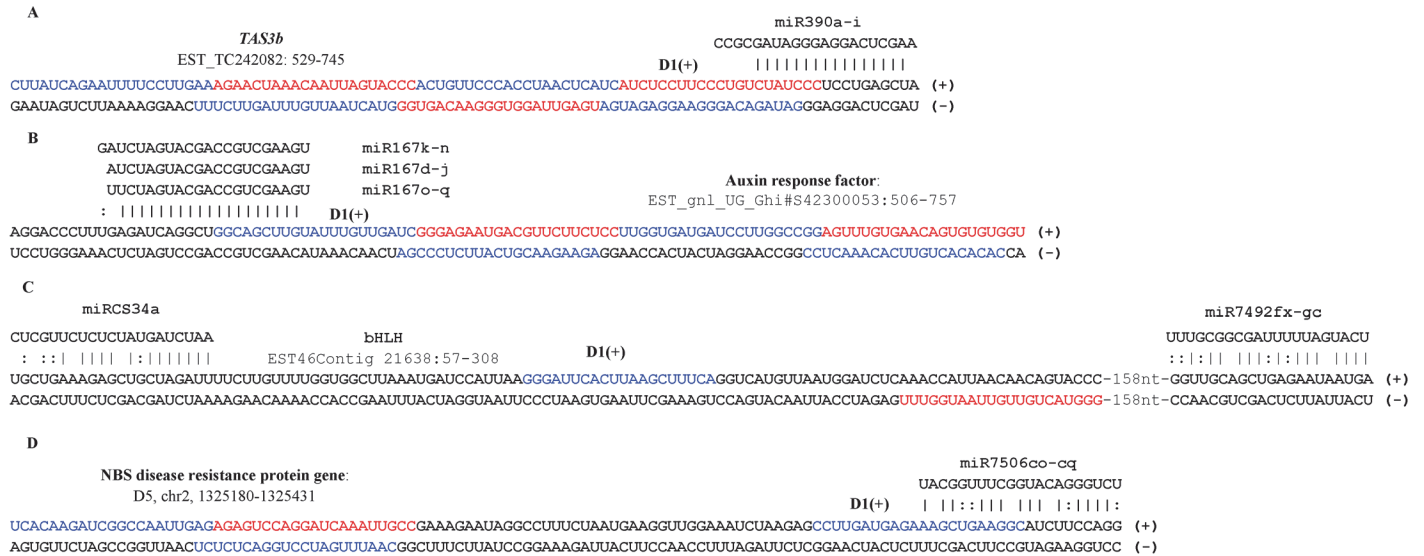 A
miR390a-i
TAS3b
CCGCGAUAGGGAGGACUCGAA
EST_TC242082: 529-745
D1(+)
||||||||||||||||
CUUAUCAGAAUUUUCCUUGAAAGAACUAAACAAUUAGUACCCACUGUUCCCACCUAACUCAUCAUCUCCUUCCCUGUCUAUCCCUUCCUGAGCUA (+)
GAAUAGUCUUAAAAGGAACUUUCUUGAUUUGUUAAUCAUGGGUGACAAGGGUGGAUUGAGUAGUAGAGGAAGGGACAGAUAGGGAGGACUCGAU (-)
B
GAUCUAGUACGACCGUCGAAGU miR167k-n
AUCUAGUACGACCGUCGAAGU miR167d-j
UUCUAGUACGACCGUCGAAGU miR167o-q
Auxin response factor:
EST_gnl_UG_Ghi#S42300053:506-757
: |||||||||||||||||||
D1(+)
AGGACCCUUUGAGAUCAGGCUGGCAGCUUGUAUUUGUUGAUCGGGAGAAUGACGUUCUUCUCCUUGGUGAUGAUCCUUGGCCGGAGUUUGUGAACAGUGUGUGGU (+)
UCCUGGGAAACUCUAGUCCGACCGUCGAACAUAAACAACUAGCCCUCUUACUGCAAGAAGAGGAACCACUACUAGGAACCGGCCUCAAACACUUGUCACACACCA (-)
C
miRCS34a
miR7492fx-gc
CUCGUUCUCUCUAUGAUCUAA
bHLH
UUUGCGGCGAUUUUUAGUACU
: ::| |||| |:|||||||
EST46Contig 21638:57-308
D1(+)
::|:|| |||:| ||| ||||
UGCUGAAAGAGCUGCUAGAUUUUCUUGUUUUGGUGGCUUAAAUGAUCCAUUAAGGGAUUCACUUAAGCUUUCAGGUCAUGUUAAUGGAUCUCAAACCAUUAACAACAGUACCC-158nt-GGUUGCAGCUGAGAAUAAUGA (+)
ACGACUUUCUCGACGAUCUAAAAGAACAAAACCACCGAAUUUACUAGGUAAUUCCCUAAGUGAAUUCGAAAGUCCAGUACAAUUACCUAGAGUUUGGUAAUUGUUGUCAUGGG-158nt-CCAACGUCGACUCUUAUUACU (-)
D
miR7506co-cq
NBS disease resistance protein gene:
UACGGUUUCGGUACAGGGUCU
D5, chr2, 1325180-1325431
D1(+)
| ||::||| || |:||||:
UCACAAGAUCGGCCAAUUGAGAGAGUCCAGGAUCAAAUUGCCGAAAGAAUAGGCCUUUCUAAUGAAGGUUGGAAAUCUAAGAGCCUUGAUGAGAAAGCUGAAGGCAUCUUCCAGG (+)
AGUGUUCUAGCCGGUUAACUCUCUCAGGUCCUAGUUUAACGGCUUUCUUAUCCGGAAAGAUUACUUCCAACCUUUAGAUUCUCGGAACUACUCUUUCGACUUCCGUAGAAGGUCC (-)